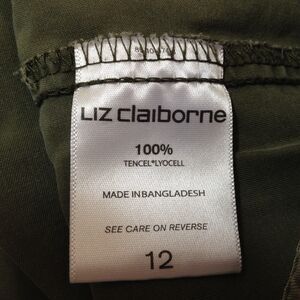 LIZ claiborne
100%
TENCEL®LYOCELL
MADE IN BANGLADESH
SEE CARE ON REVERSE
12